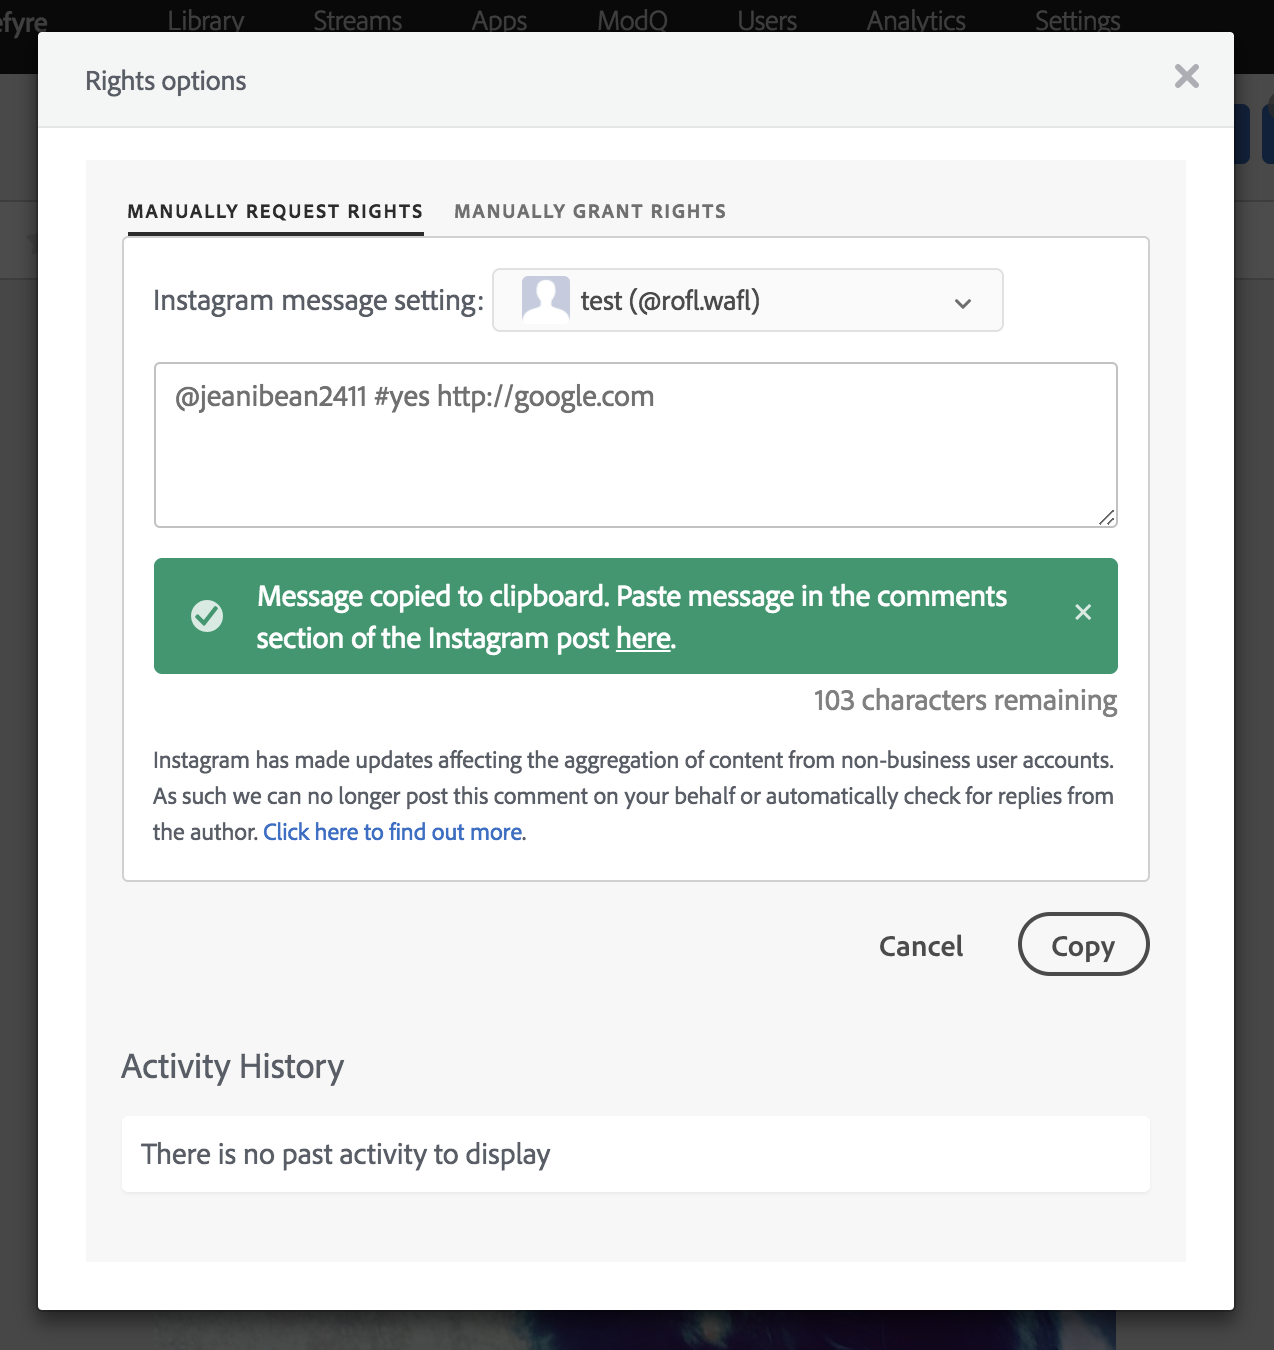 efyre Library Streams Apps ModQ Users Analytics Settings
Rights options
MANUALLY REQUEST RIGHTS MANUALLY GRANT RIGHTS
Instagram message setting: test (@rofl.wafl)
@jeanibean2411 #yes http://google.com
Message copied to clipboard. Paste message in the comments
section of the Instagram post here.
103 characters remaining
Instagram has made updates affecting the aggregation of content from non-business user accounts.
As such we can no longer post this comment on your behalf or automatically check for replies from
the author. Click here to find out more.
Cancel Copy
Activity History
There is no past activity to display